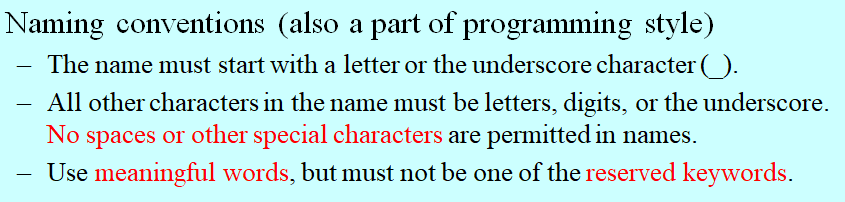 Naming conventions (also a part of programming style)
– The name must start with a letter or the underscore character (_).
– All other characters in the name must be letters, digits, or the underscore.
No spaces or other special characters are permitted in names.
– Use meaningful words, but must not be one of the reserved keywords.